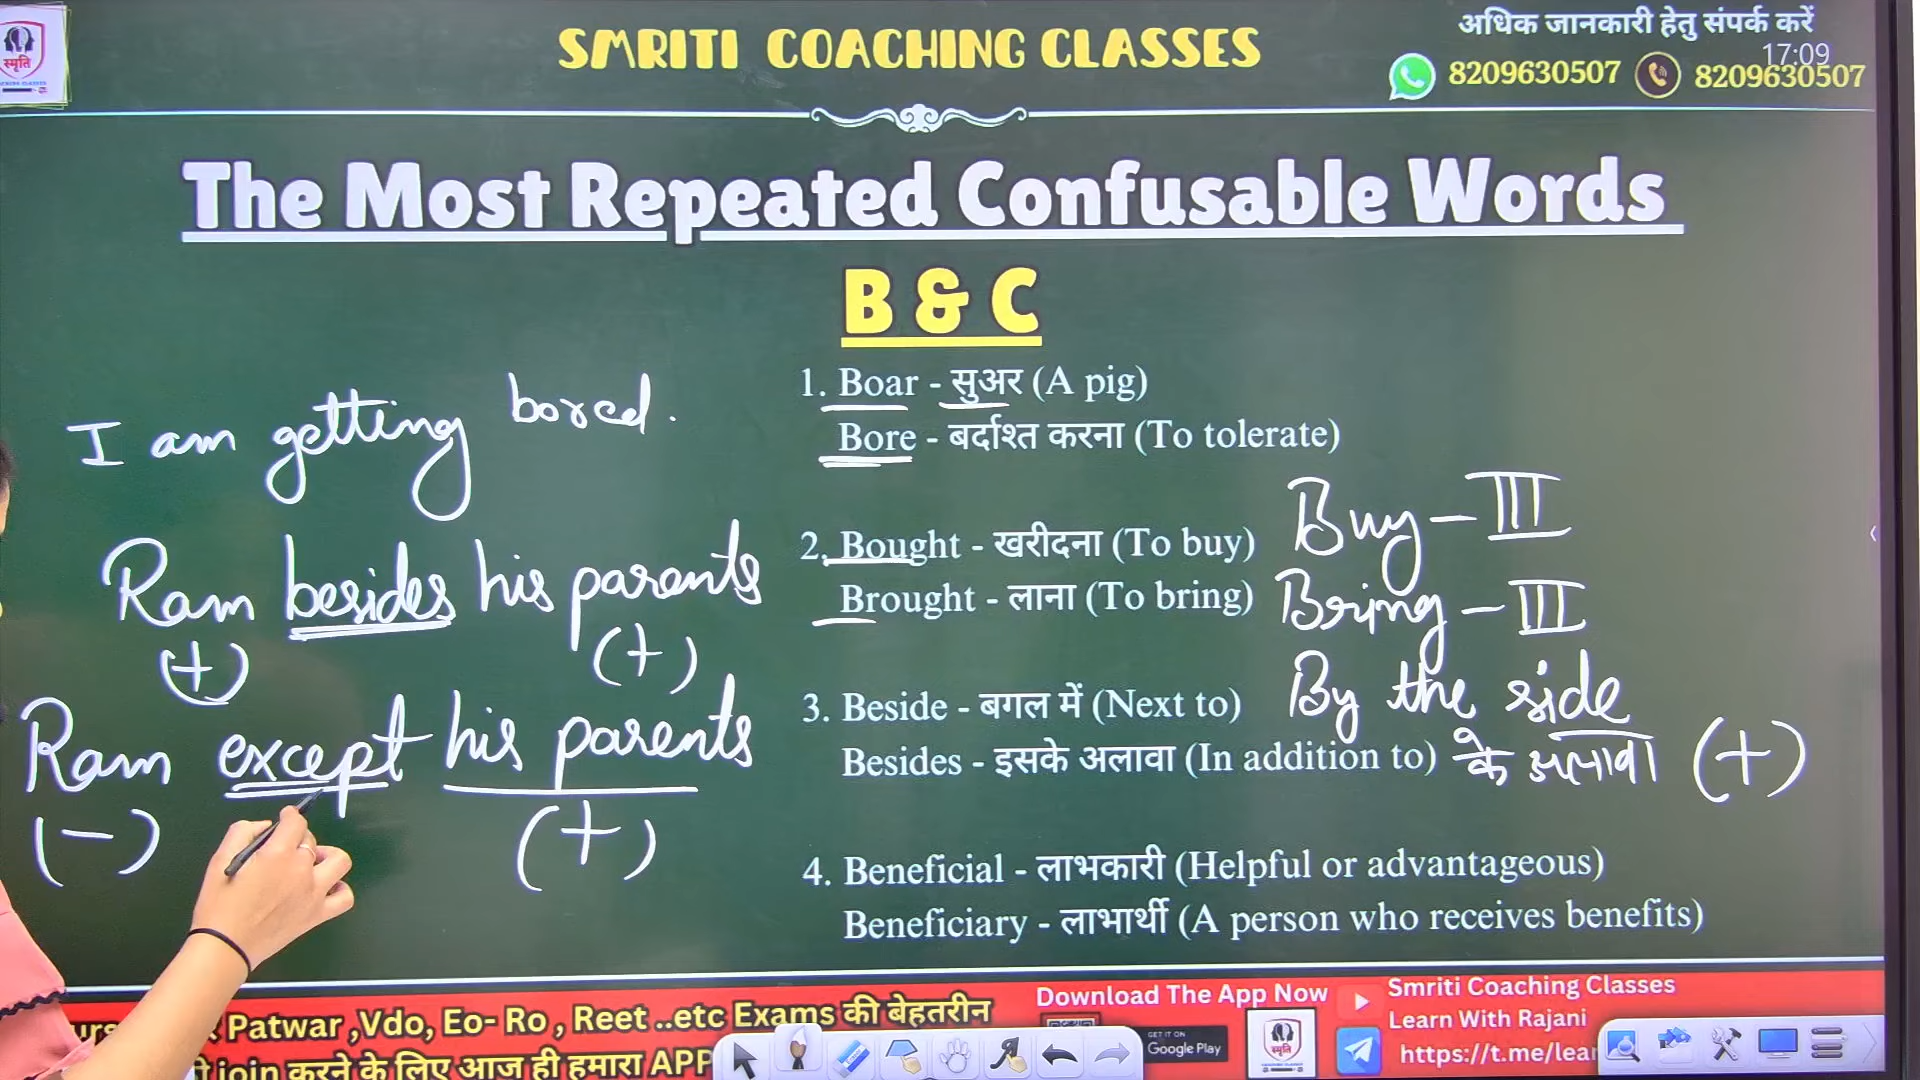 SMRITI COACHING CLASSES
अधिक जानकारी हेतु संपर्क करें
17:09
8209630507 8209630507
स्मृति
The Most Repeated Confusable Words
B & C
I am getting bored.
Ram besides his parents
(+) (+)
Ram except his parents
(-) (+)
1. Boar - सुअर (A pig)
Bore - बर्दाश्त करना (To tolerate)
2. Bought - खरीदना (To buy) Buy - III
Brought - लाना (To bring) Bring - III
3. Beside - बगल में (Next to) By the side
Besides - इसके अलावा (In addition to) के अलावा (+)
4. Beneficial - लाभकारी (Helpful or advantageous)
Beneficiary - लाभार्थी (A person who receives benefits)
Patwar ,Vdo, Eo- Ro , Reet ..etc Exams की बेहतरीन
join करने के लिए आज ही हमारा APP
Download The App Now
GET IT ON
Google Play
स्मृति
Smriti Coaching Classes
Learn With Rajani
https://t.me/lear